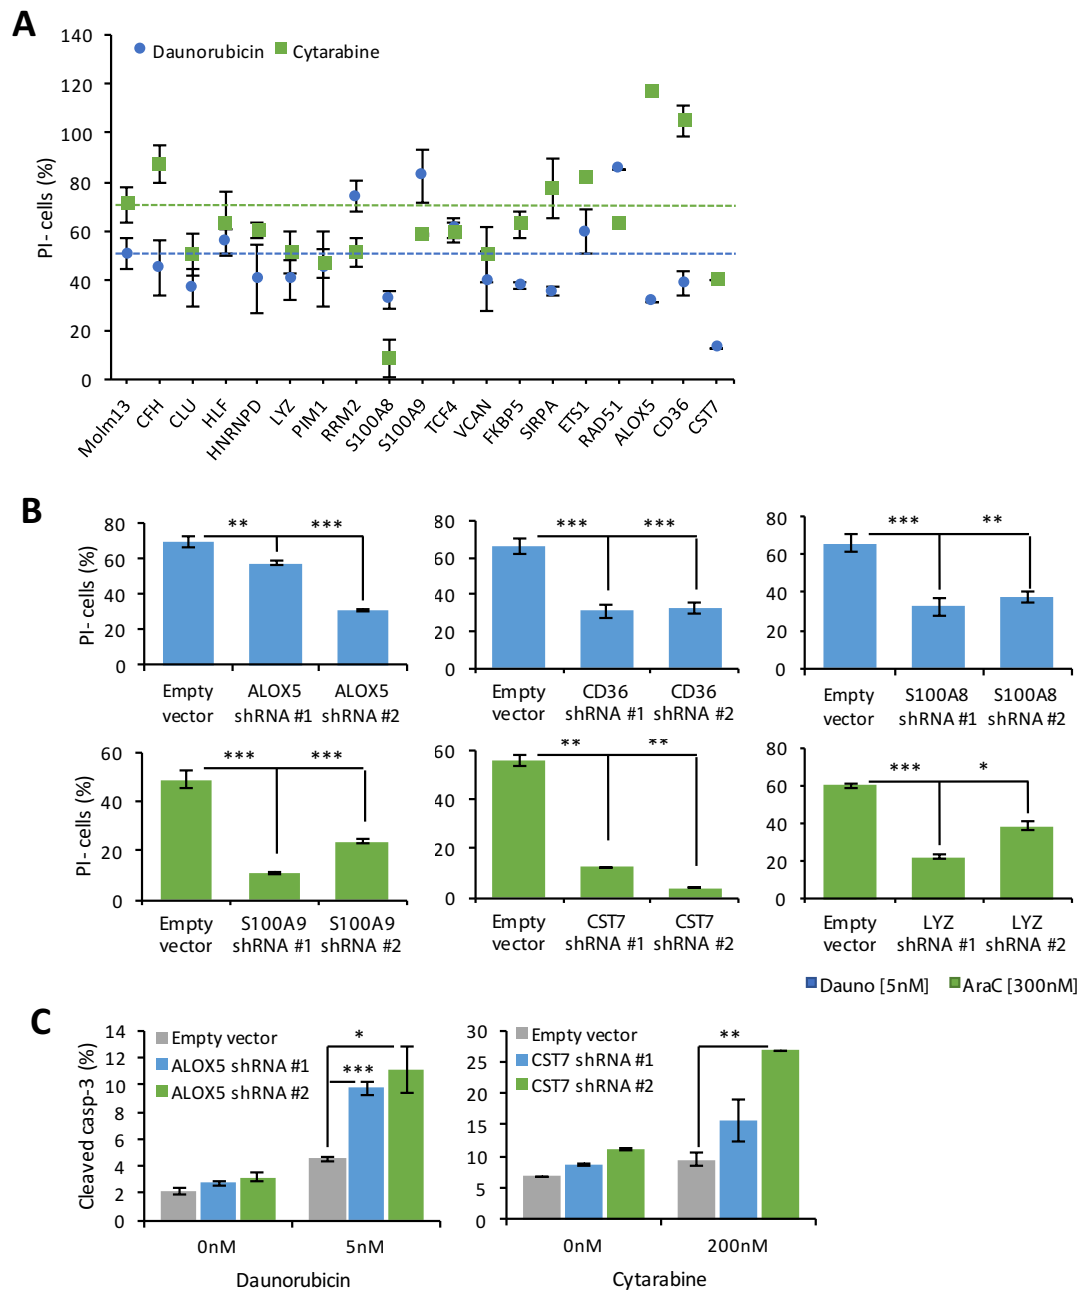 A
140
120
100
80
60
40
20
0
PI- cells (%)
Daunorubicin
Cytarabine
Molm13
CFH
CLU
HLF
HNRNPD
LYZ
PIM1
RRM2
S100A8
S100A9
TCF4
VCAN
FKBP5
SIRPA
ETS1
RAD51
ALOX5
CD36
CST7
B
PI- cells (%)
80
60
40
20
0
** ***
Empty vector
ALOX5 shRNA #1
ALOX5 shRNA #2
80
60
40
20
0
*** ***
Empty vector
CD36 shRNA #1
CD36 shRNA #2
80
60
40
20
0
*** **
Empty vector
S100A8 shRNA #1
S100A8 shRNA #2
PI- cells (%)
60
40
20
0
*** ***
Empty vector
S100A9 shRNA #1
S100A9 shRNA #2
60
40
20
0
** **
Empty vector
CST7 shRNA #1
CST7 shRNA #2
80
60
40
20
0
*** *
Empty vector
LYZ shRNA #1
LYZ shRNA #2
Dauno [5nM] AraC [300nM]
C
Cleaved casp-3 (%)
14
12
10
8
6
4
2
0
Empty vector
ALOX5 shRNA #1
ALOX5 shRNA #2
*
***
0nM 5nM
Daunorubicin
30
25
20
15
10
5
0
Empty vector
CST7 shRNA #1
CST7 shRNA #2
**
0nM 200nM
Cytarabine